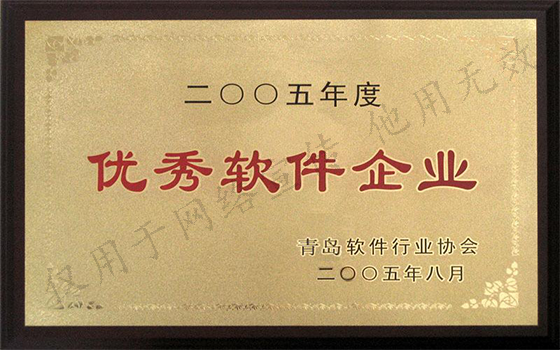 二〇〇五年度
优秀软件企业
青岛软件行业协会
二〇〇五年八月
仅用于网络宣传 他用无效